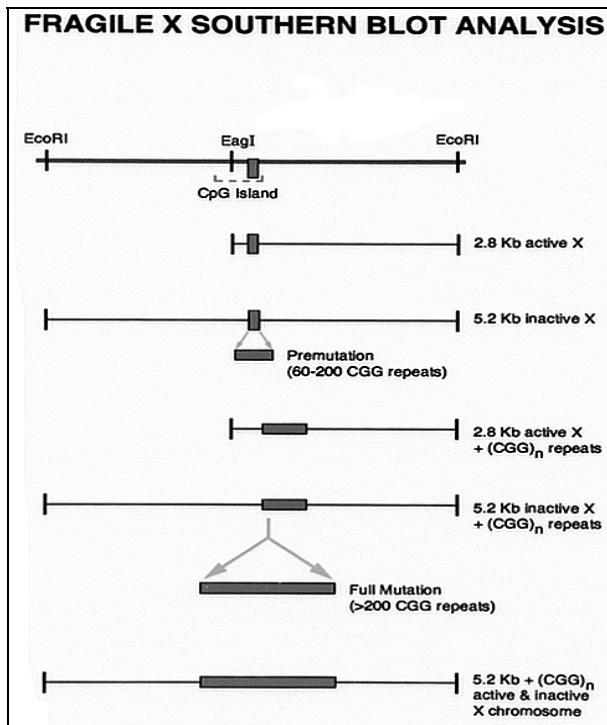 FRAGILE X SOUTHERN BLOT ANALYSIS
EcoRI EagI EcoRI
CpG Island
2.8 Kb active X
5.2 Kb inactive X
Premutation
(60-200 CGG repeats)
2.8 Kb active X
+ (CGG)n repeats
5.2 Kb inactive X
+ (CGG)n repeats
Full Mutation
(>200 CGG repeats)
5.2 Kb + (CGG)n
active & inactive
X chromosome